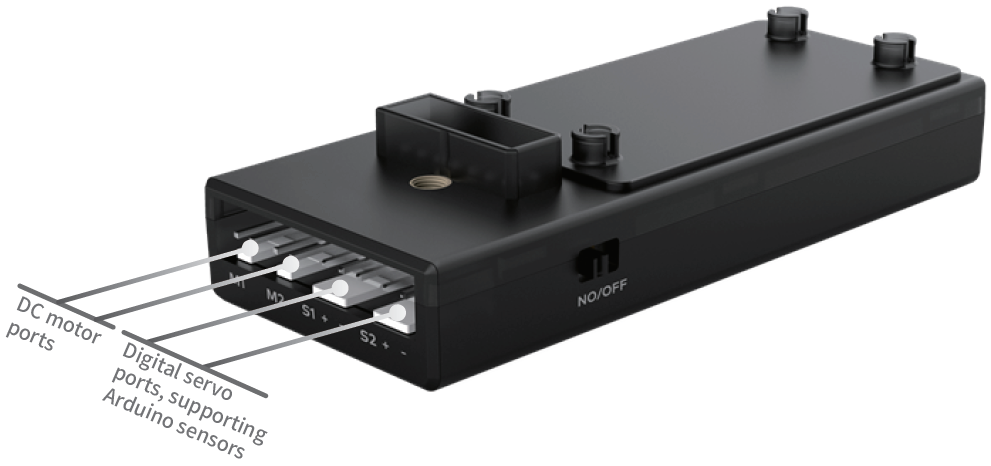 M1
M2
S1 + -
S2 + -
NO/OFF
DC motor
ports
Digital servo
ports, supporting
Arduino sensors